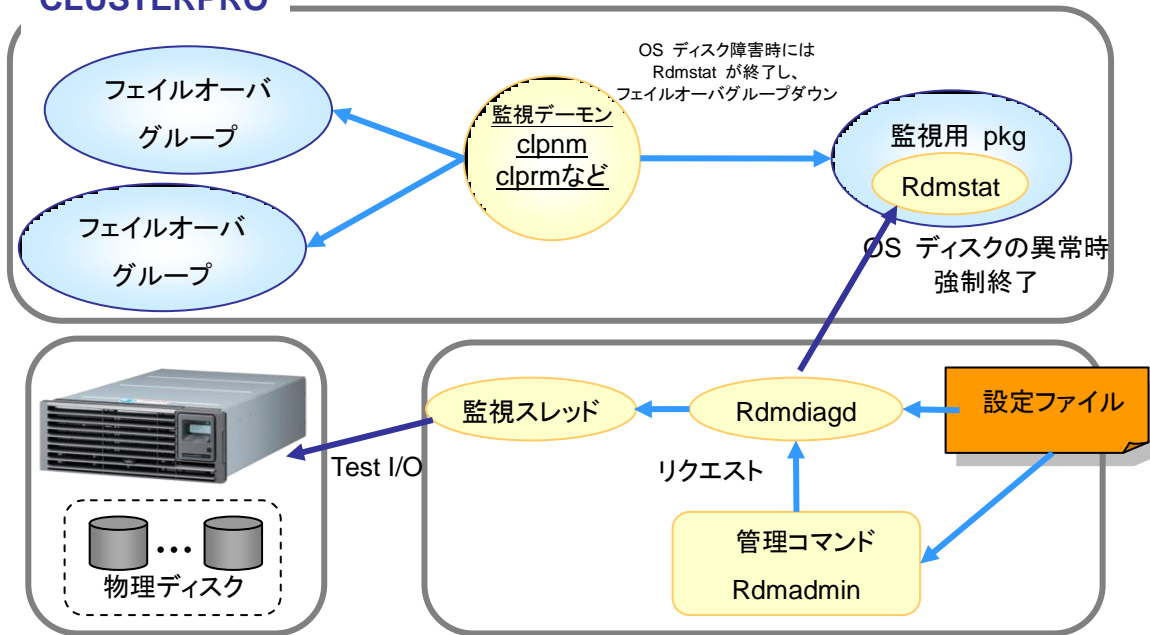 CLUSTERPRO
OS ディスク障害時には
Rdmstat が終了し、
フェイルオーバグループダウン
フェイルオーバ
グループ
監視デーモン
clpnm
clprmなど
監視用 pkg
Rdmstat
フェイルオーバ
グループ
OS ディスクの異常時
強制終了
監視スレッド
Rdmdiagd
設定ファイル
Test I/O
リクエスト
物理ディスク
管理コマンド
Rdmadmin